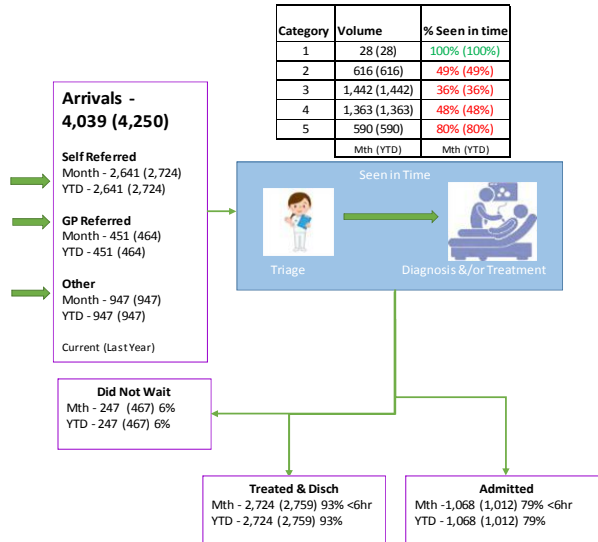 Category Volume % Seen in time
1 28 (28) 100% (100%)
2 616 (616) 49% (49%)
3 1,442 (1,442) 36% (36%)
4 1,363 (1,363) 48% (48%)
5 590 (590) 80% (80%)
Mth (YTD) Mth (YTD)
Arrivals -
4,039 (4,250)
Self Referred
Month - 2,641 (2,724)
YTD - 2,641 (2,724)
GP Referred
Month - 451 (464)
YTD - 451 (464)
Other
Month - 947 (947)
YTD - 947 (947)
Current (Last Year)
Seen in Time
Triage
Diagnosis &/or Treatment
Did Not Wait
Mth - 247 (467) 6%
YTD - 247 (467) 6%
Treated & Disch
Mth - 2,724 (2,759) 93% <6hr
YTD - 2,724 (2,759) 93%
Admitted
Mth -1,068 (1,012) 79% <6hr
YTD - 1,068 (1,012) 79%